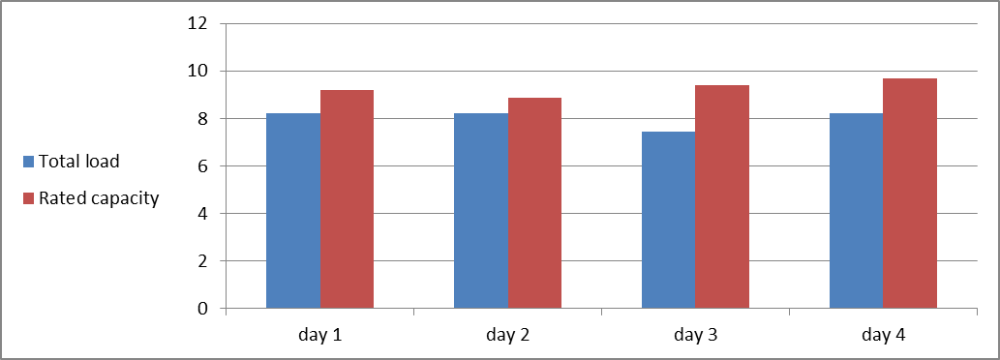 12
10
8
6
4
2
0
Total load
Rated capacity
day 1
day 2
day 3
day 4